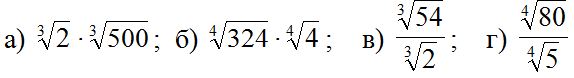 а) ∛2 · ∛500 ; б) ∜324 · ∜4 ; в) ∛54 / ∛2 ; г) ∜80 / ∜5